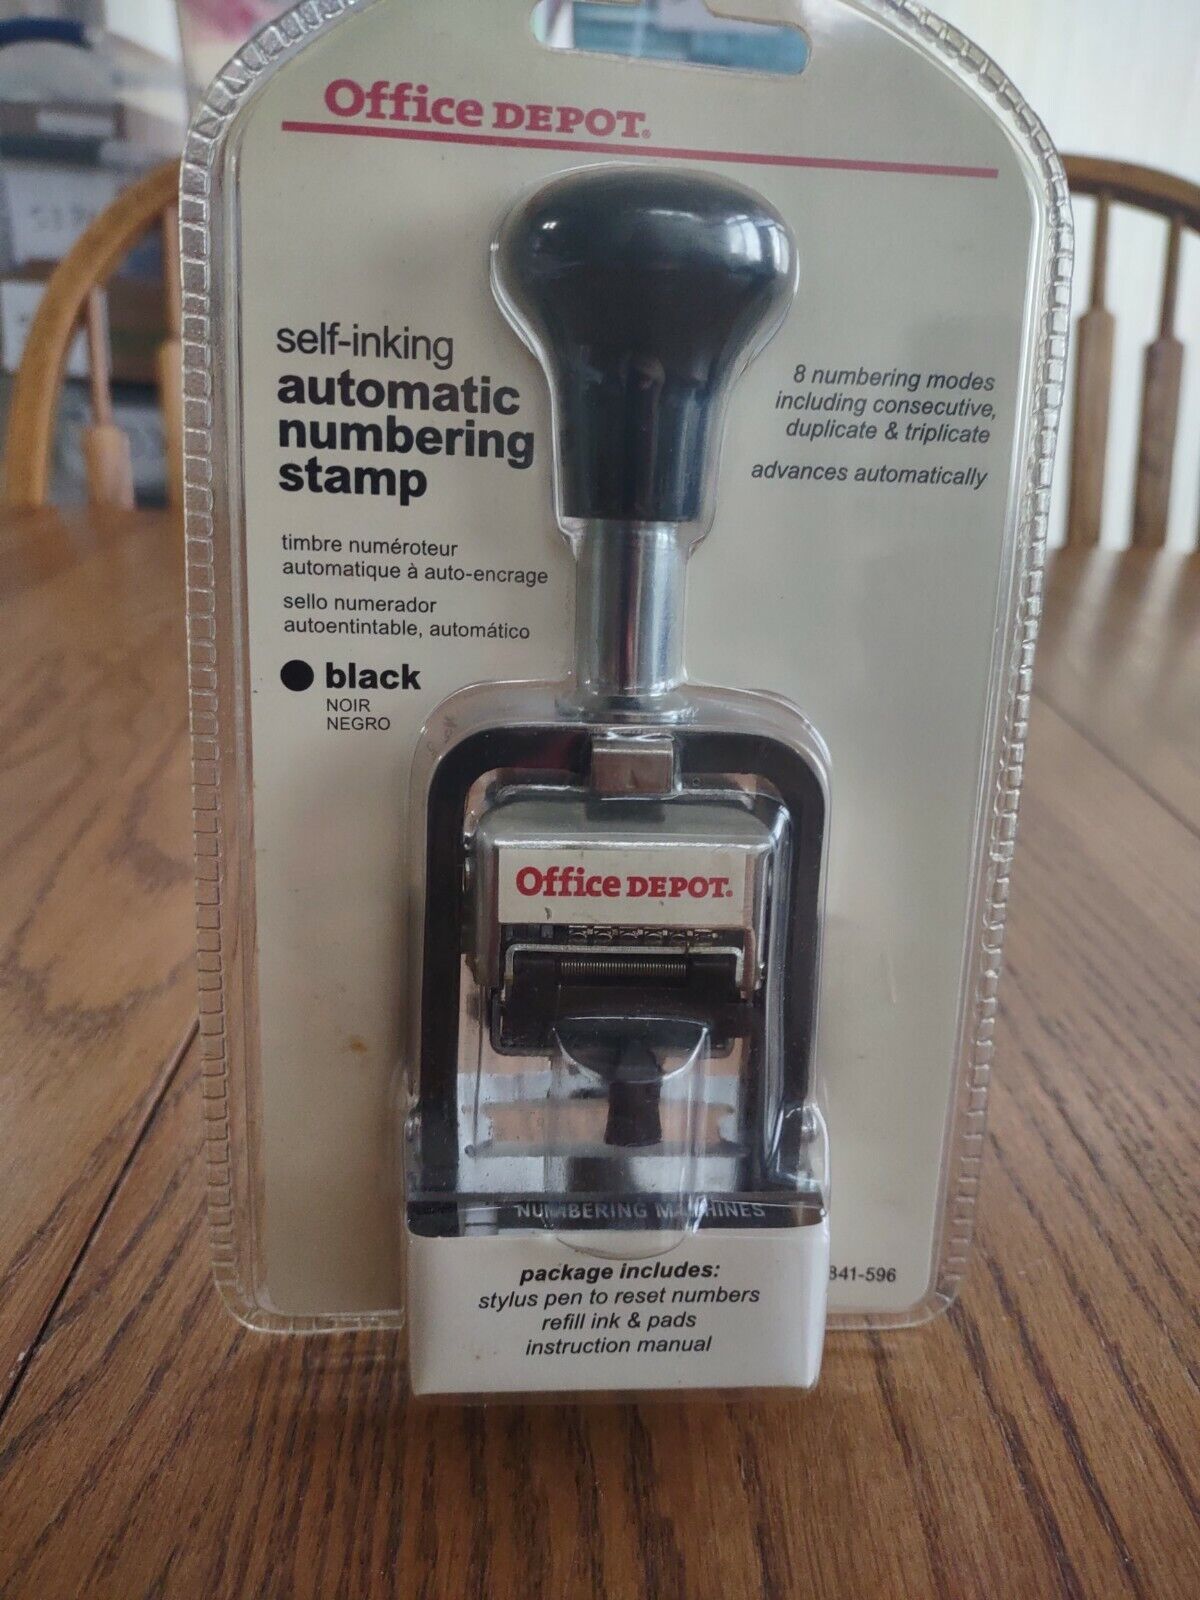 Office DEPOT®
self-inking
automatic
numbering
stamp
8 numbering modes
including consecutive,
duplicate & triplicate
advances automatically
timbre numéroteur
automatique à auto-encrage
sello numerador
autoentintable, automático
black
NOIR
NEGRO
Office DEPOT®
NUMBERING MACHINES
package includes:
stylus pen to reset numbers
refill ink & pads
instruction manual
841-596